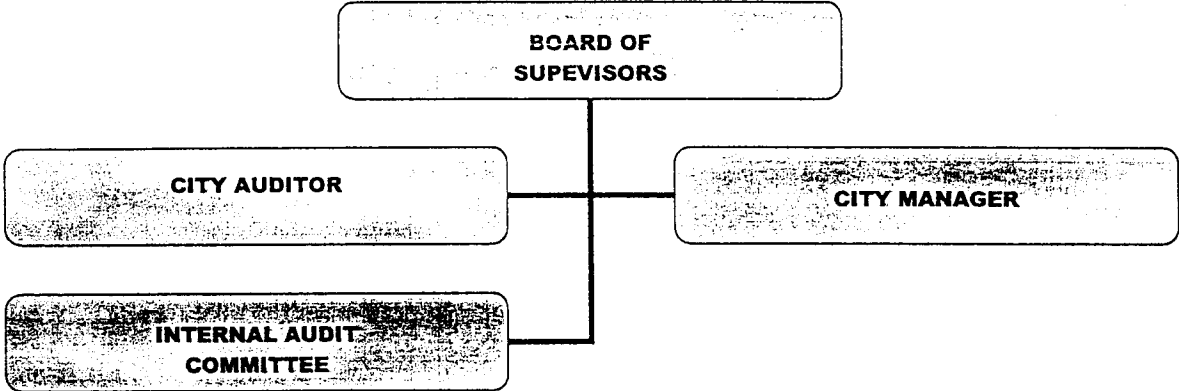 BOARD OF
SUPEVISORS
CITY AUDITOR
CITY MANAGER
INTERNAL AUDIT
COMMITTEE